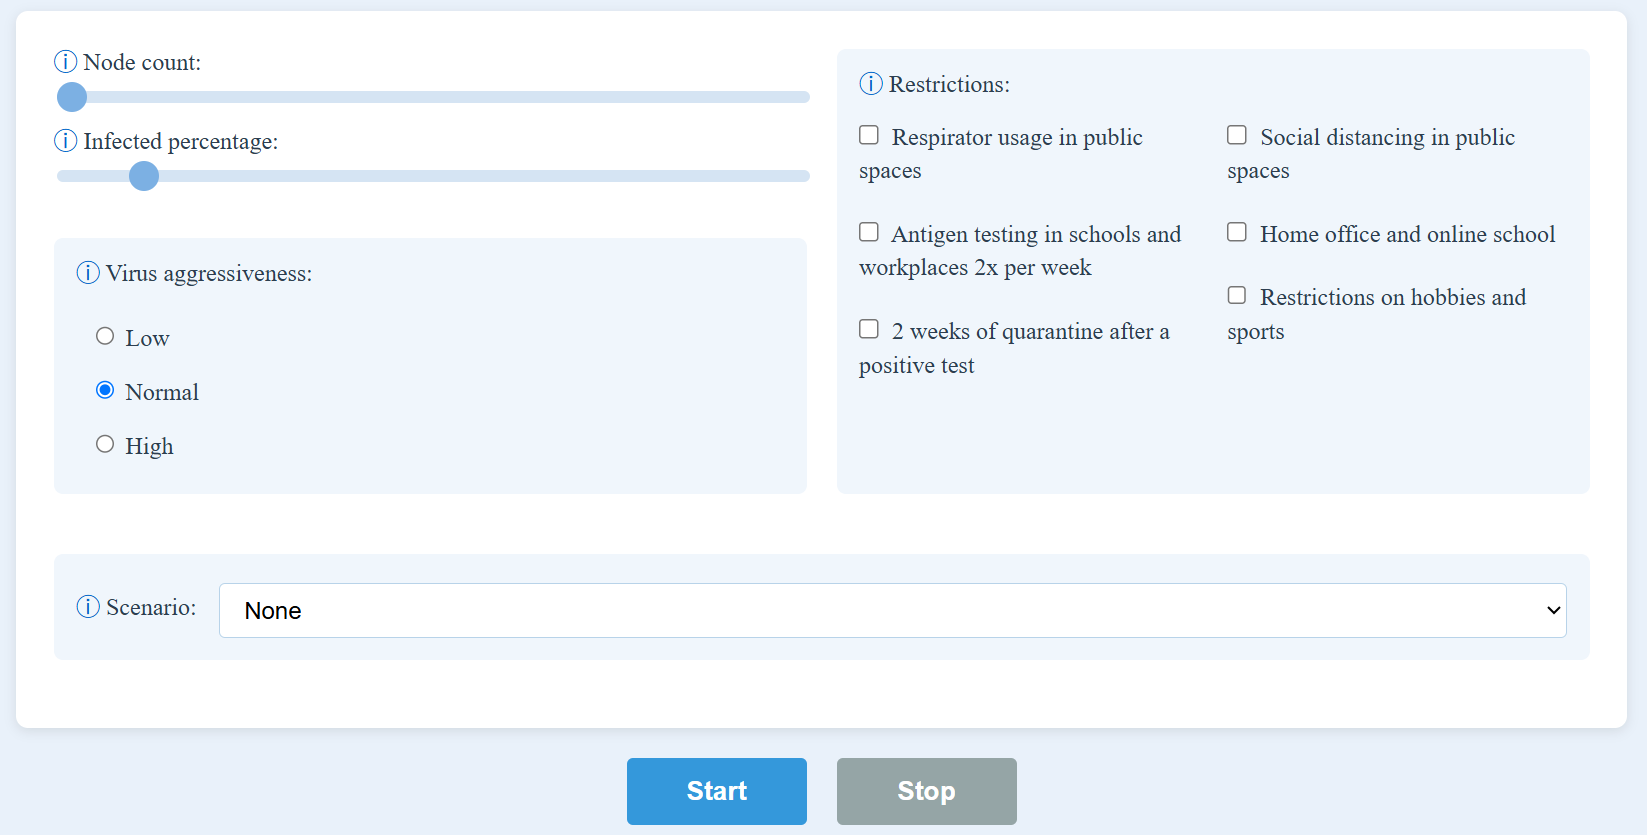 ⓘ Node count:
ⓘ Infected percentage:
ⓘ Virus aggressiveness:
Low
Normal
High
ⓘ Restrictions:
Respirator usage in public
spaces
Antigen testing in schools and
workplaces 2x per week
2 weeks of quarantine after a
positive test
Social distancing in public
spaces
Home office and online school
Restrictions on hobbies and
sports
ⓘ Scenario:
None
Start
Stop